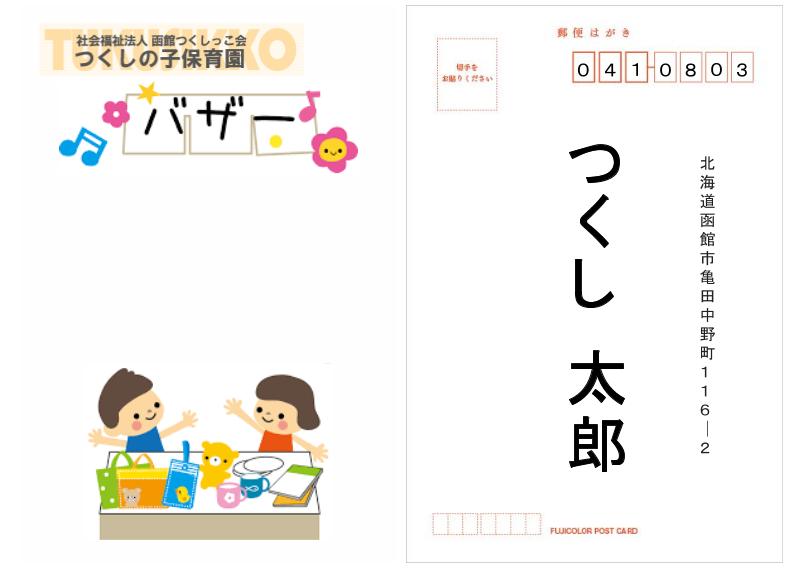 TUKUSIKKO
社会福祉法人 函館つくしっこ会
つくしの子保育園
バザー
郵便はがき
切手を
お貼りください
0410803
北海道函館市亀田中野町116―2
つくし 太郎
FUJICOLOR POST CARD